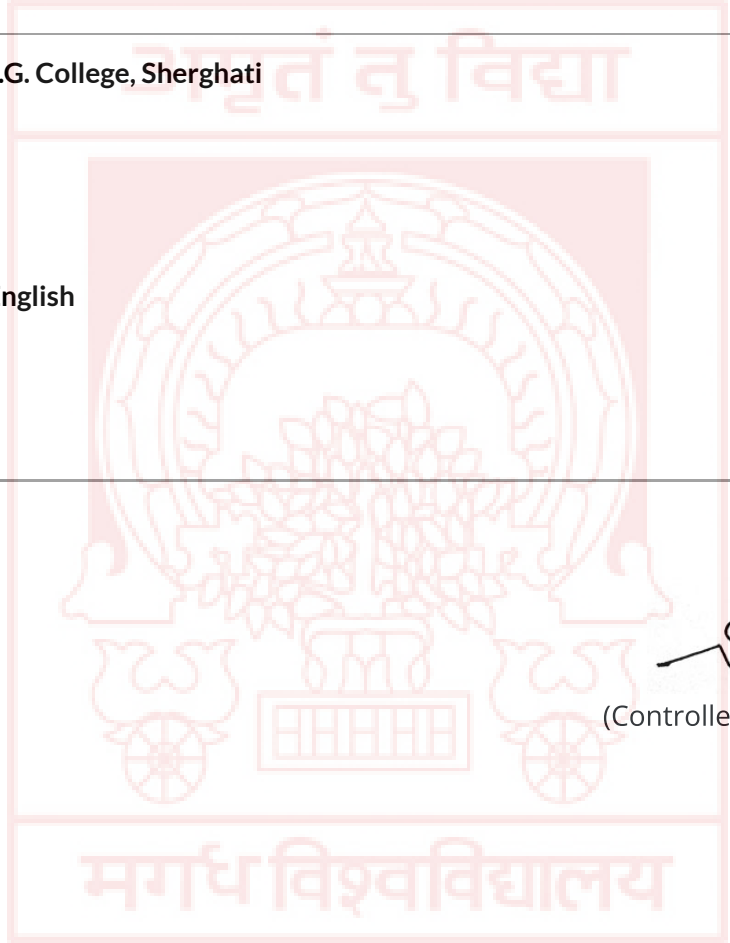 अमृतं तु विद्या
.G. College, Sherghati
nglish
(Controlle
मगध विश्वविद्यालय